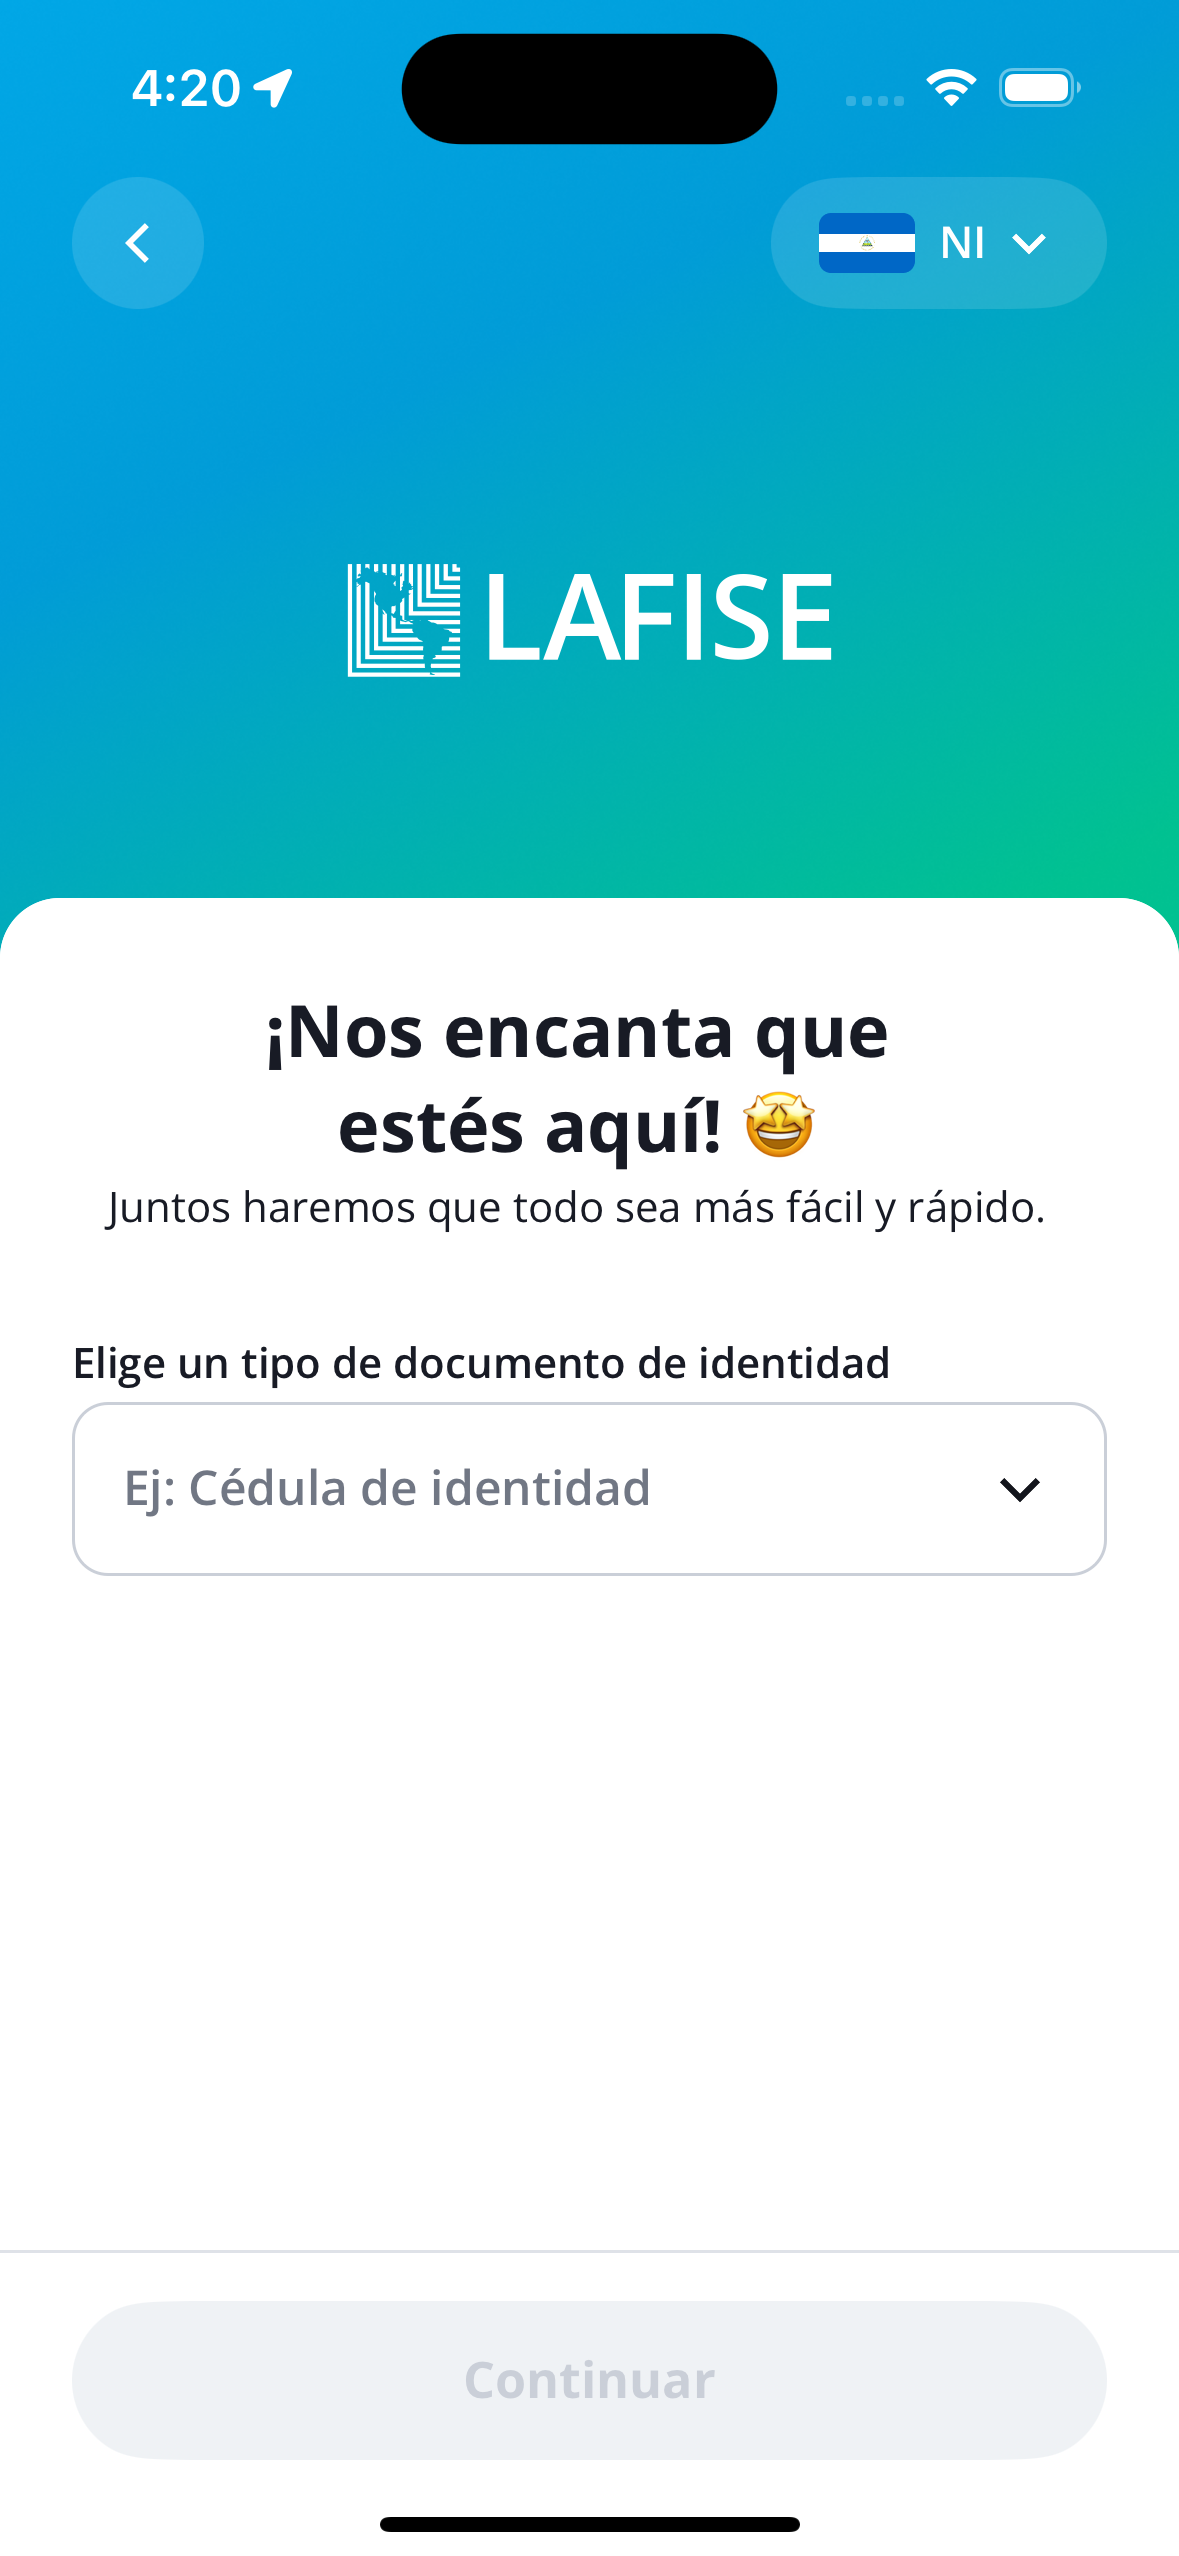 4:20
NI
LAFISE
¡Nos encanta que
estés aquí! 🤩
Juntos haremos que todo sea más fácil y rápido.
Elige un tipo de documento de identidad
Ej: Cédula de identidad
Continuar